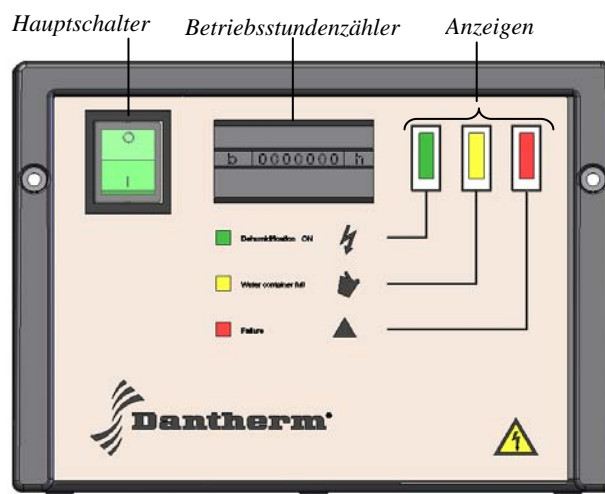 Hauptschalter Betriebsstundenzähler Anzeigen
O
I
b 0000000 h
Dehumidification ON
Water container full
Failure
Dantherm®